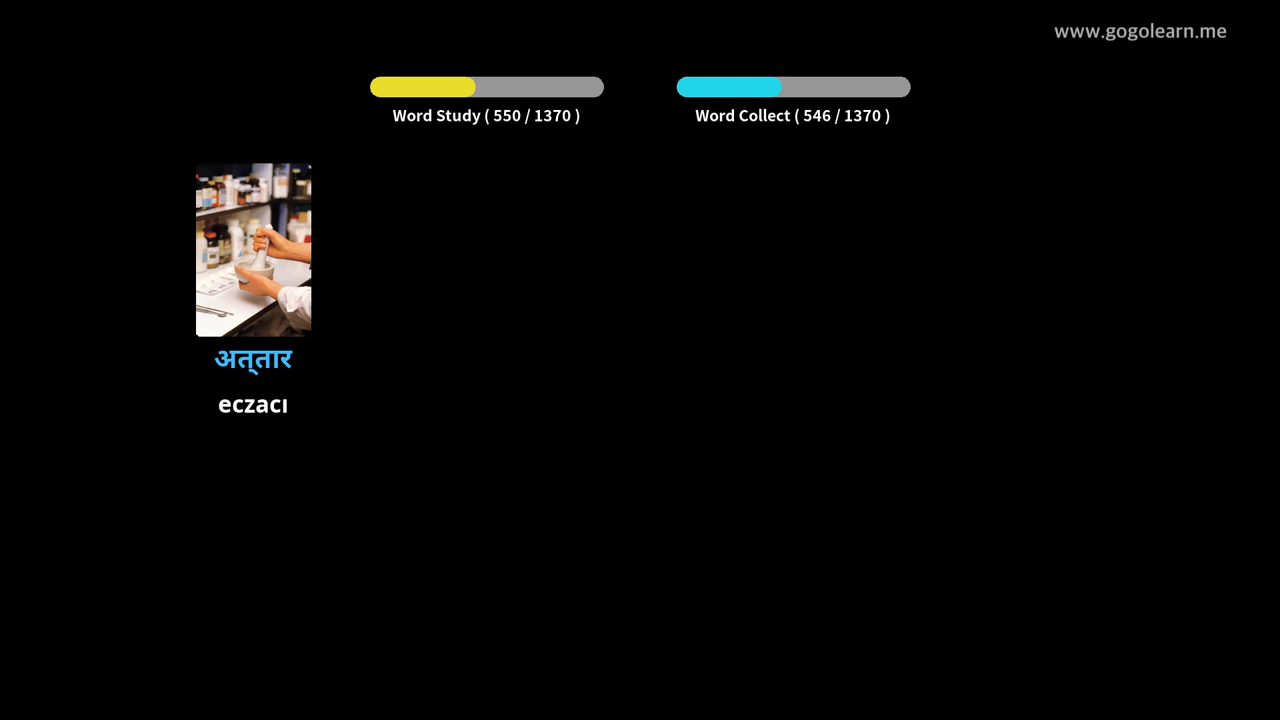 www.gogolearn.me
Word Study ( 550 / 1370 )
Word Collect ( 546 / 1370 )
अत्‌तार
eczacı